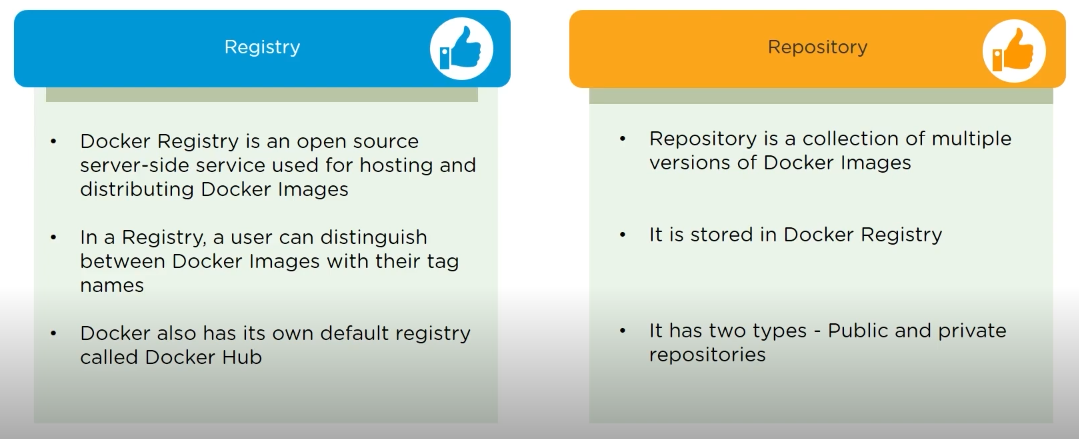 Registry
• Docker Registry is an open source
server-side service used for hosting and
distributing Docker Images
• In a Registry, a user can distinguish
between Docker Images with their tag
names
• Docker also has its own default registry
called Docker Hub
Repository
• Repository is a collection of multiple
versions of Docker Images
• It is stored in Docker Registry
• It has two types - Public and private
repositories